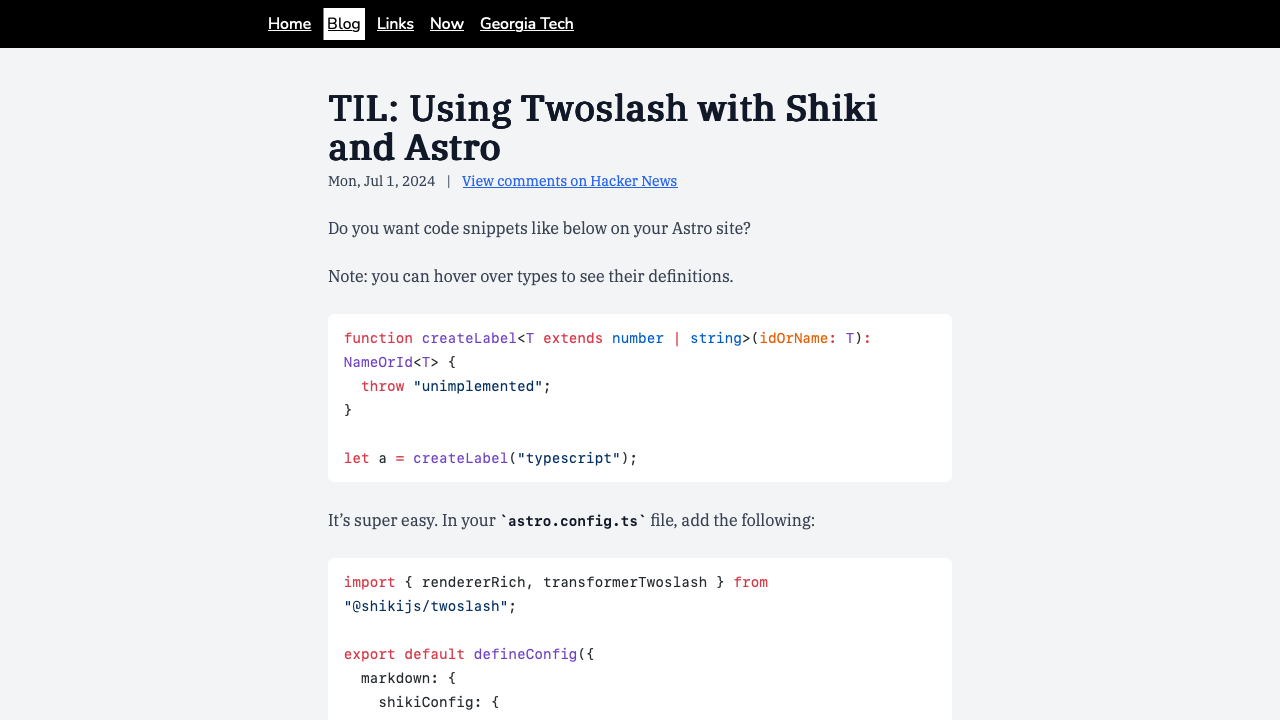 Home Blog Links Now Georgia Tech
TIL: Using Twoslash with Shiki
and Astro
Mon, Jul 1, 2024 | View comments on Hacker News
Do you want code snippets like below on your Astro site?
Note: you can hover over types to see their definitions.
function createLabel<T extends number | string>(idOrName: T):
NameOrId<T> {
  throw "unimplemented";
}
let a = createLabel("typescript");
It’s super easy. In your `astro.config.ts` file, add the following:
import { rendererRich, transformerTwoslash } from
"@shikijs/twoslash";
export default defineConfig({
  markdown: {
    shikiConfig: {